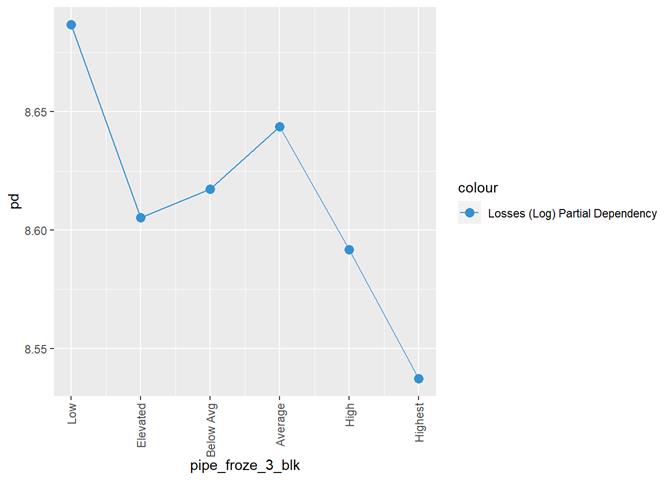 8.65
8.60
8.55
pd
Low
Elevated
Below Avg
Average
High
Highest
pipe_froze_3_blk
colour
Losses (Log) Partial Dependency